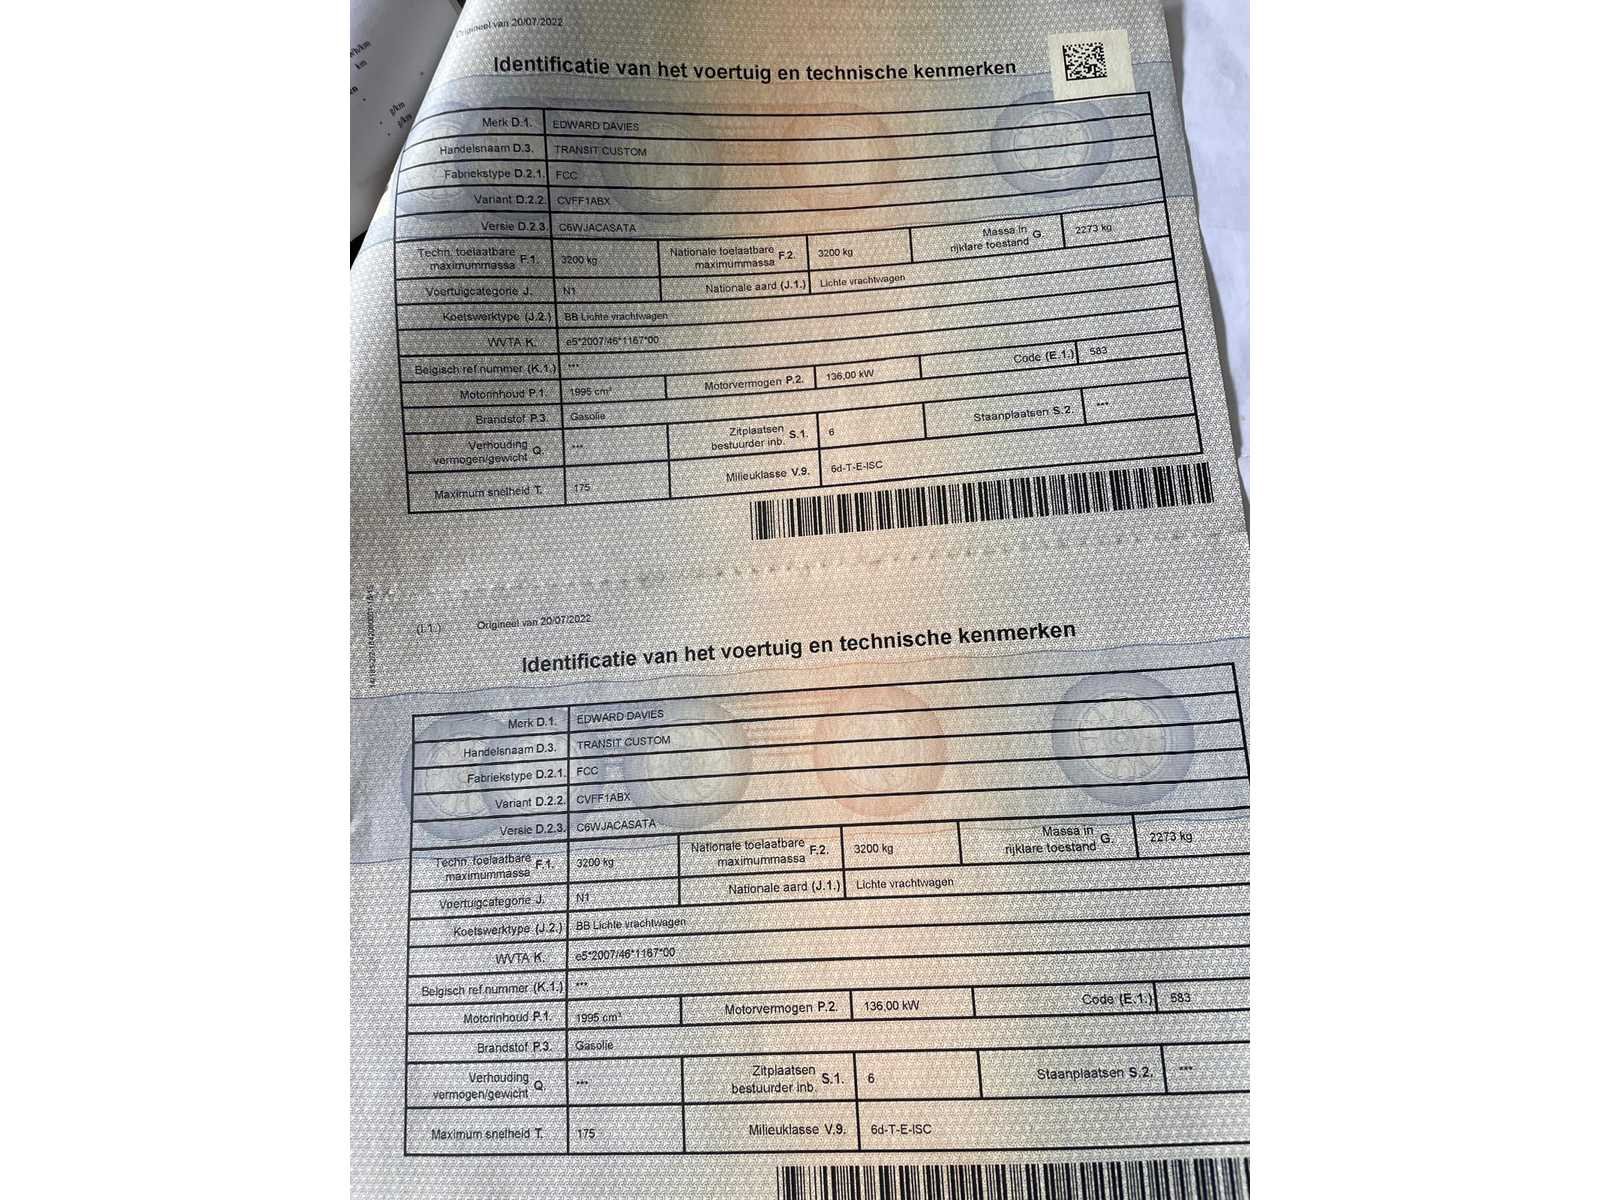 Origineel van 20/07/2022
Identificatie van het voertuig en technische kenmerken
Merk D.1. EDWARD DAVIES
Handelsnaam D.3. TRANSIT CUSTOM
Fabriekstype D.2.1. FCC
Variant D.2.2. CVFF1ABX
Versie D.2.3. C6WJACASATA
Techn. toelaatbare maximummassa F.1. 3200 kg Nationale toelaatbare maximummassa F.2. 3200 kg Massa in rijklare toestand G. 2273 kg
Voertuigcategorie J. N1 Nationale aard (J.1.) Lichte vrachtwagen
Koetswerktype (J.2.) BB Lichte vrachtwagen
WVTA K. e5*2007/46*1167*00
Belgisch ref.nummer (K.1.) ***
Motorinhoud P.1. 1995 cm³ Motorvermogen P.2. 136,00 kW Code (E.1.) 583
Brandstof P.3. Gasolie
Verhouding vermogen/gewicht Q. *** Zitplaatsen bestuurder inb. S.1. 6 Staanplaatsen S.2. ***
Maximum snelheid T. 175 Milieuklasse V.9. 6d-T-E-ISC
(I.1.) Origineel van 20/07/2022
Identificatie van het voertuig en technische kenmerken
Merk D.1. EDWARD DAVIES
Handelsnaam D.3. TRANSIT CUSTOM
Fabriekstype D.2.1. FCC
Variant D.2.2. CVFF1ABX
Versie D.2.3. C6WJACASATA
Techn. toelaatbare maximummassa F.1. 3200 kg Nationale toelaatbare maximummassa F.2. 3200 kg Massa in rijklare toestand G. 2273 kg
Voertuigcategorie J. N1 Nationale aard (J.1.) Lichte vrachtwagen
Koetswerktype (J.2.) BB Lichte vrachtwagen
WVTA K. e5*2007/46*1167*00
Belgisch ref.nummer (K.1.) ***
Motorinhoud P.1. 1995 cm³ Motorvermogen P.2. 136,00 kW Code (E.1.) 583
Brandstof P.3. Gasolie
Verhouding vermogen/gewicht Q. *** Zitplaatsen bestuurder inb. S.1. 6 Staanplaatsen S.2. ***
Maximum snelheid T. 175 Milieuklasse V.9. 6d-T-E-ISC
km
g/km
g/km